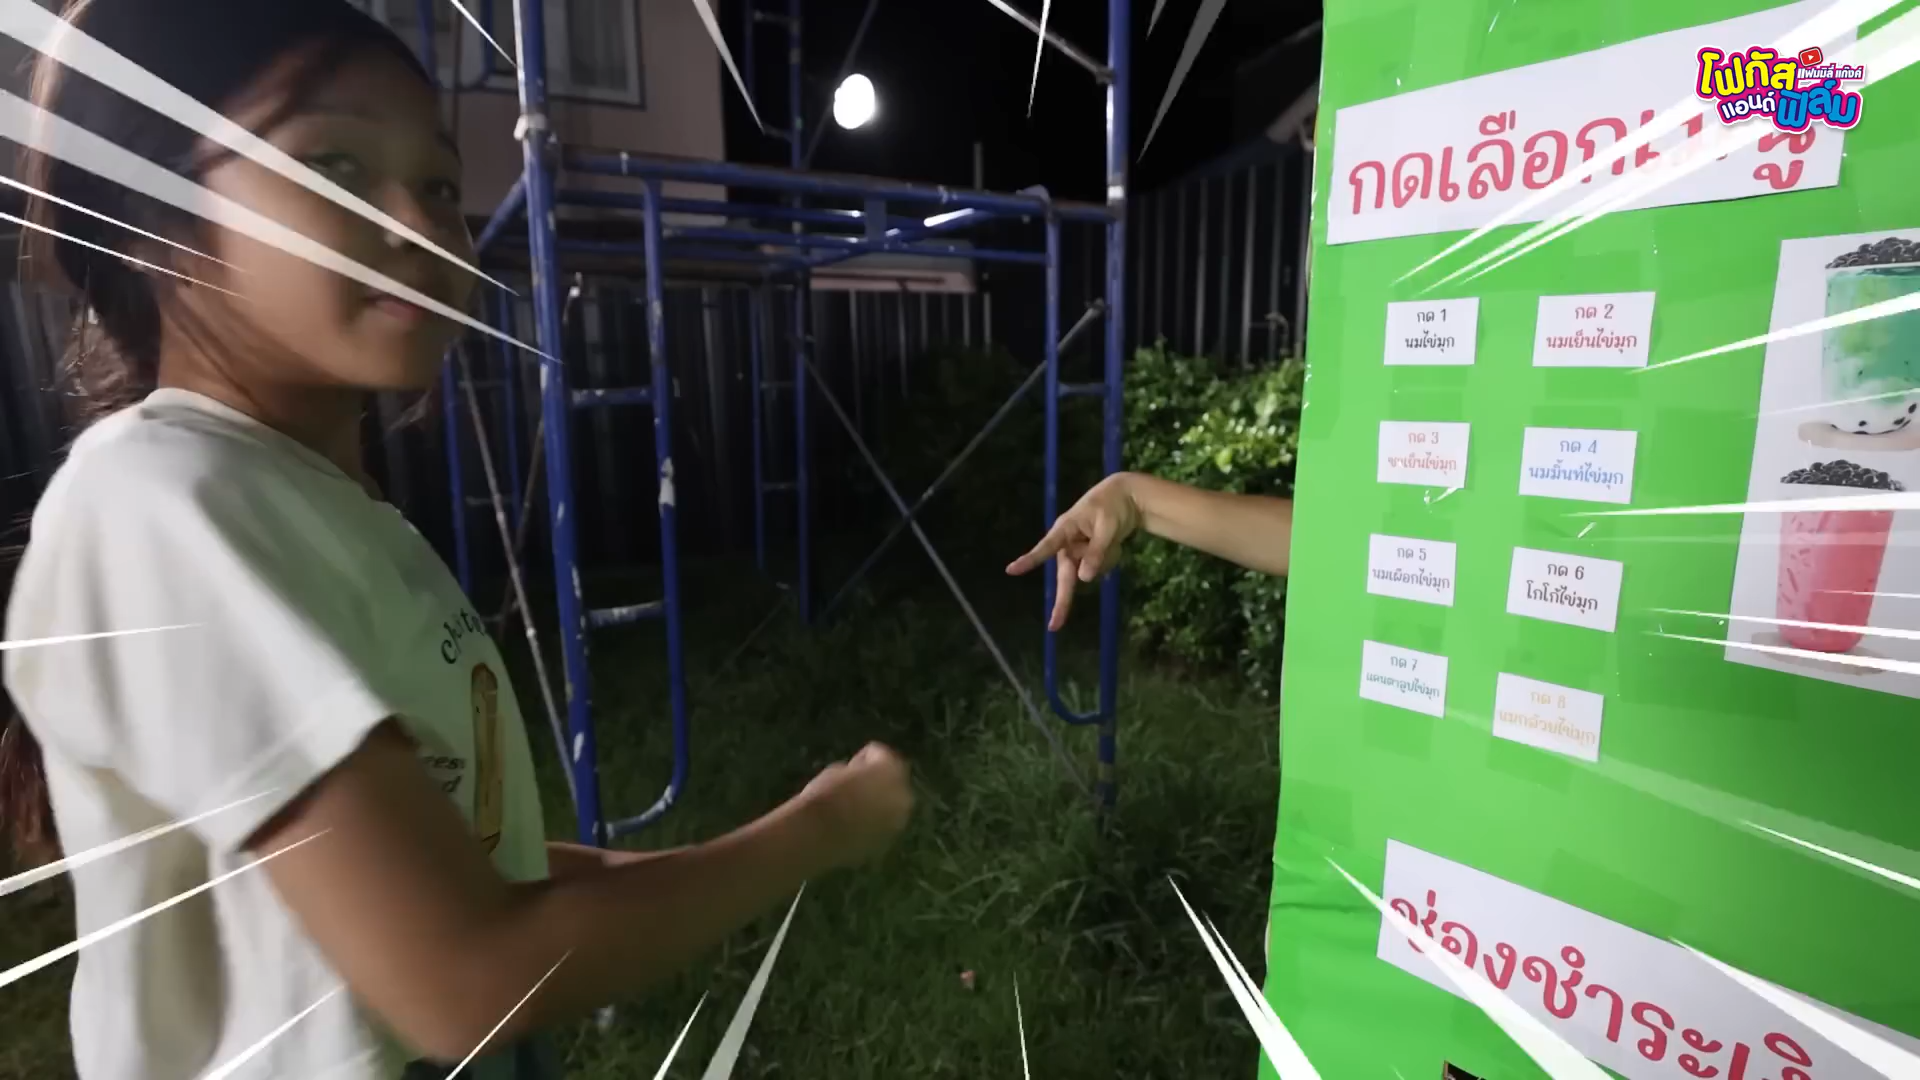 โฟกัส
แฟมมิลี่ แก๊งค์
แอนด์ ฟิล์ม
กดเลือกเมนู
กด 1
นมไข่มุก
กด 2
นมเย็นไข่มุก
กด 3
ชาเย็นไข่มุก
กด 4
นมมิ้นท์ไข่มุก
กด 5
นมเผือกไข่มุก
กด 6
โกโก้ไข่มุก
กด 7
แคนตาลูปไข่มุก
กด 8
นมกล้วยไข่มุก
ช่องชำระเงิ